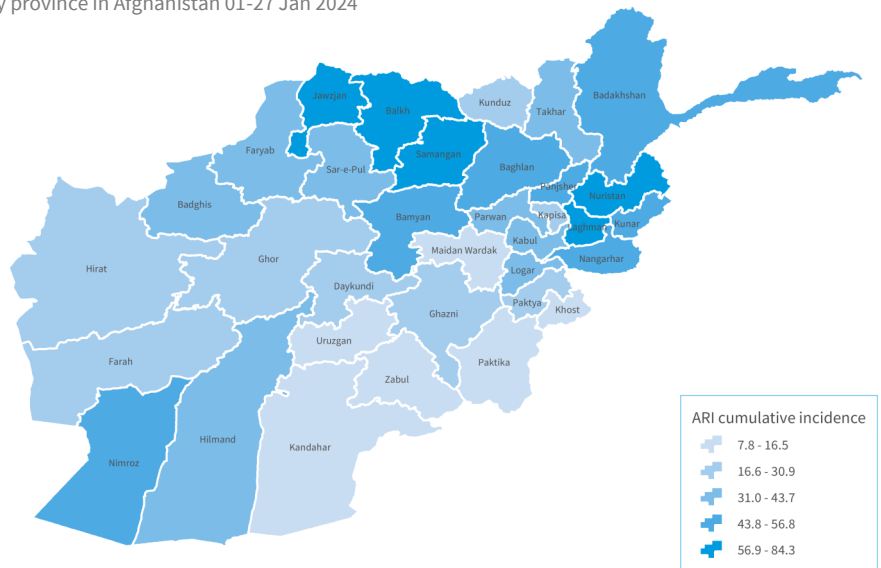 y province in Afghanistan 01-27 Jan 2024
Jawzjan
Balkh
Kunduz
Takhar
Badakhshan
Faryab
Samangan
Baghlan
Sar-e-Pul
Panjsher
Nuristan
Badghis
Bamyan
Parwan
Kapisa
Laghman
Kunar
Kabul
Maidan Wardak
Nangarhar
Ghor
Hirat
Logar
Daykundi
Paktya
Khost
Ghazni
Uruzgan
Farah
Paktika
Zabul
Hilmand
Kandahar
Nimroz
ARI cumulative incidence
7.8 - 16.5
16.6 - 30.9
31.0 - 43.7
43.8 - 56.8
56.9 - 84.3